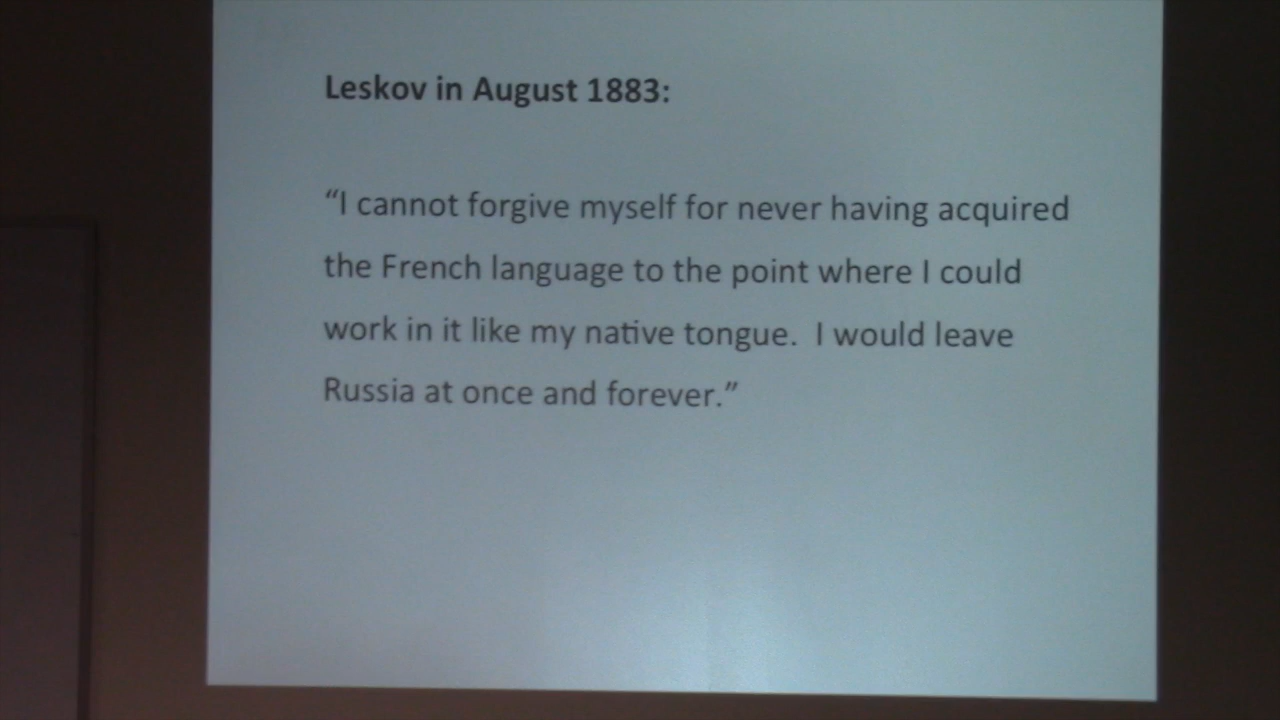 Leskov in August 1883:
“I cannot forgive myself for never having acquired
the French language to the point where I could
work in it like my native tongue.  I would leave
Russia at once and forever.”